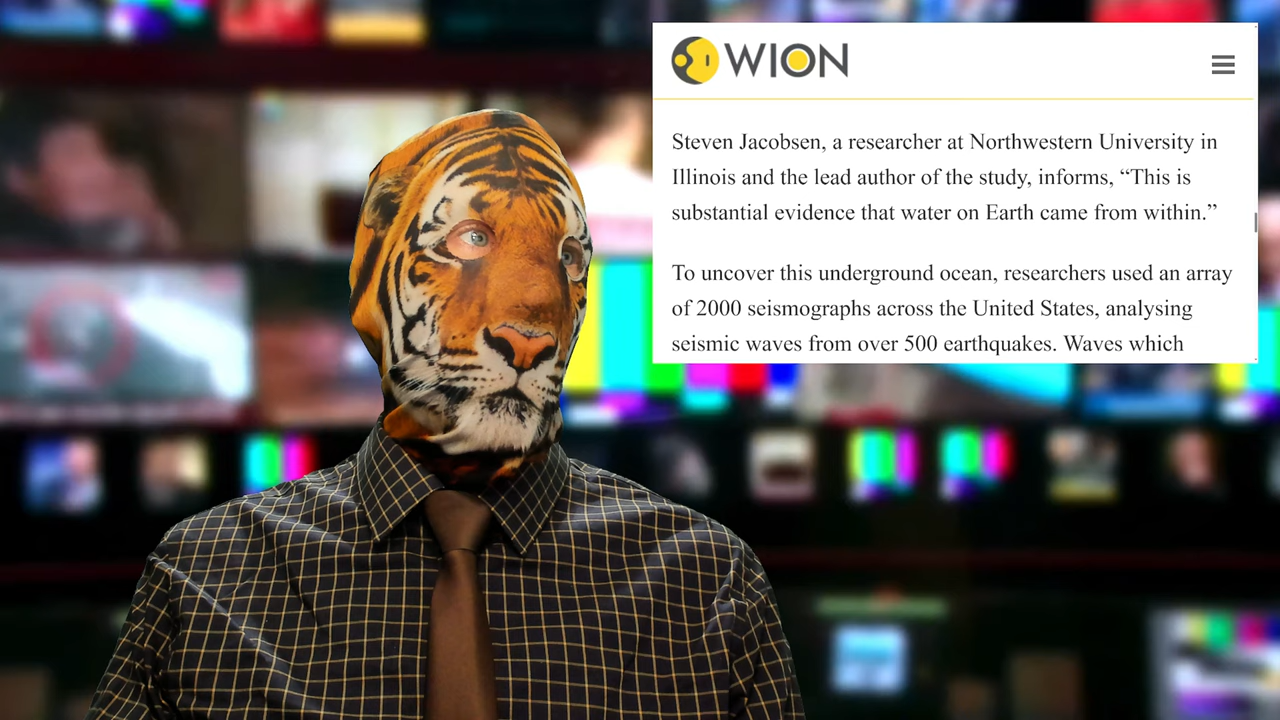 WION
Steven Jacobsen, a researcher at Northwestern University in
Illinois and the lead author of the study, informs, “This is
substantial evidence that water on Earth came from within.”
To uncover this underground ocean, researchers used an array
of 2000 seismographs across the United States, analysing
seismic waves from over 500 earthquakes. Waves which